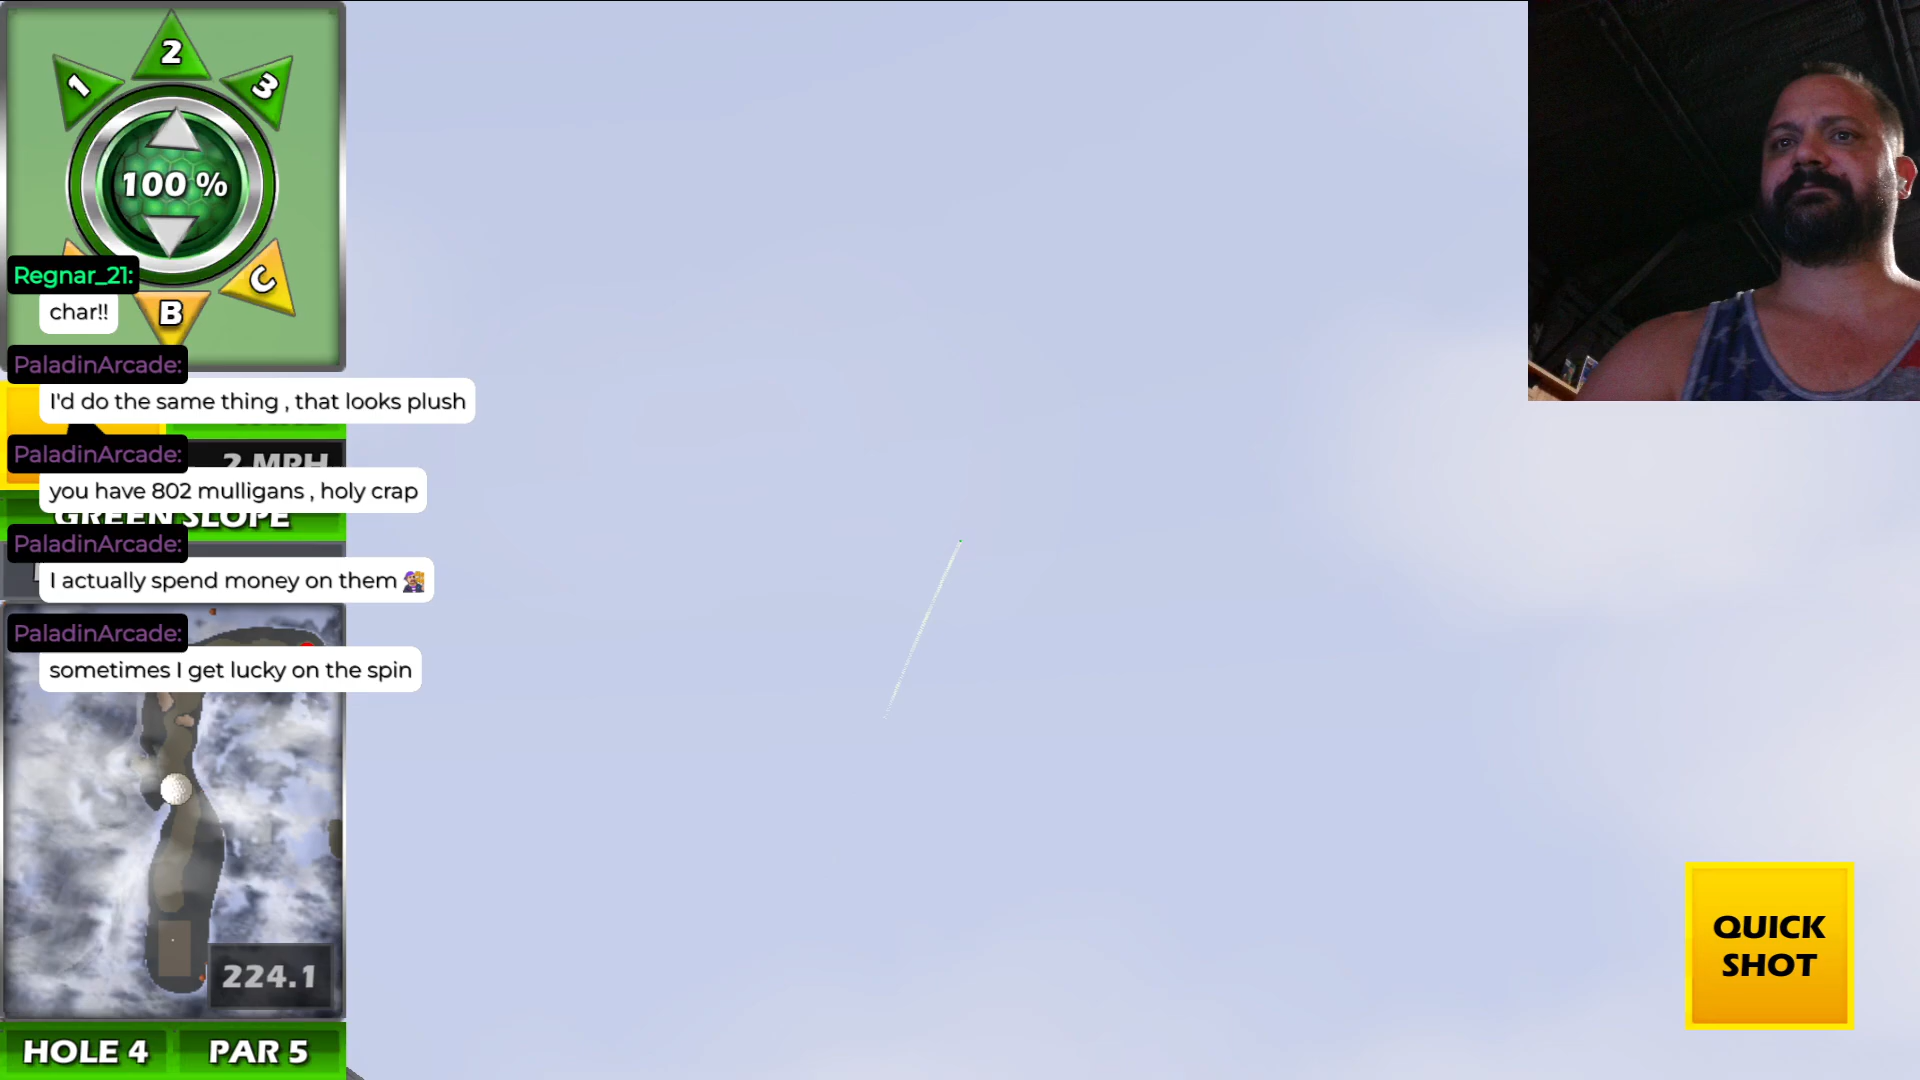 2
1
3
100 %
C
B
Regnar_21:
char!!
PaladinArcade:
I'd do the same thing , that looks plush
PaladinArcade:
2 MPH
you have 802 mulligans , holy crap
GREEN SLOPE
PaladinArcade:
I actually spend money on them
PaladinArcade:
sometimes I get lucky on the spin
224.1
HOLE 4
PAR 5
QUICK
SHOT